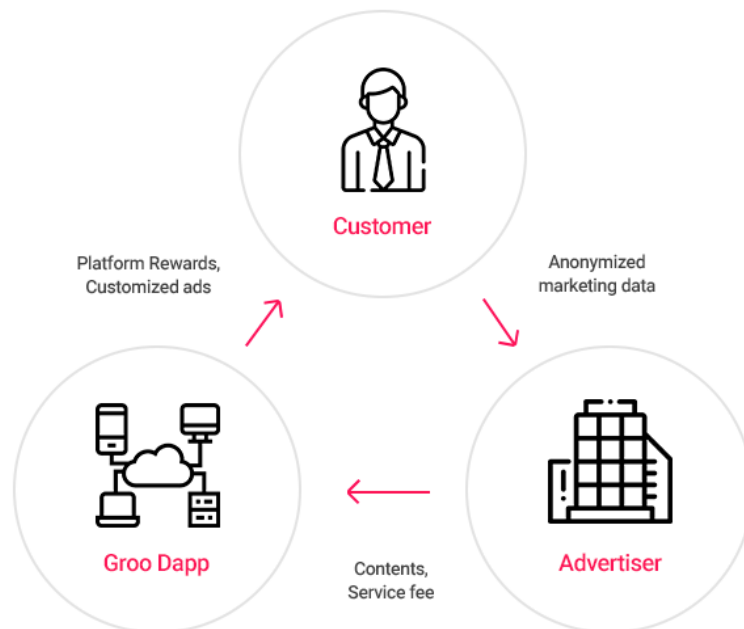 Customer
Platform Rewards,
Customized ads
Anonymized
marketing data
Groo Dapp
Advertiser
Contents,
Service fee